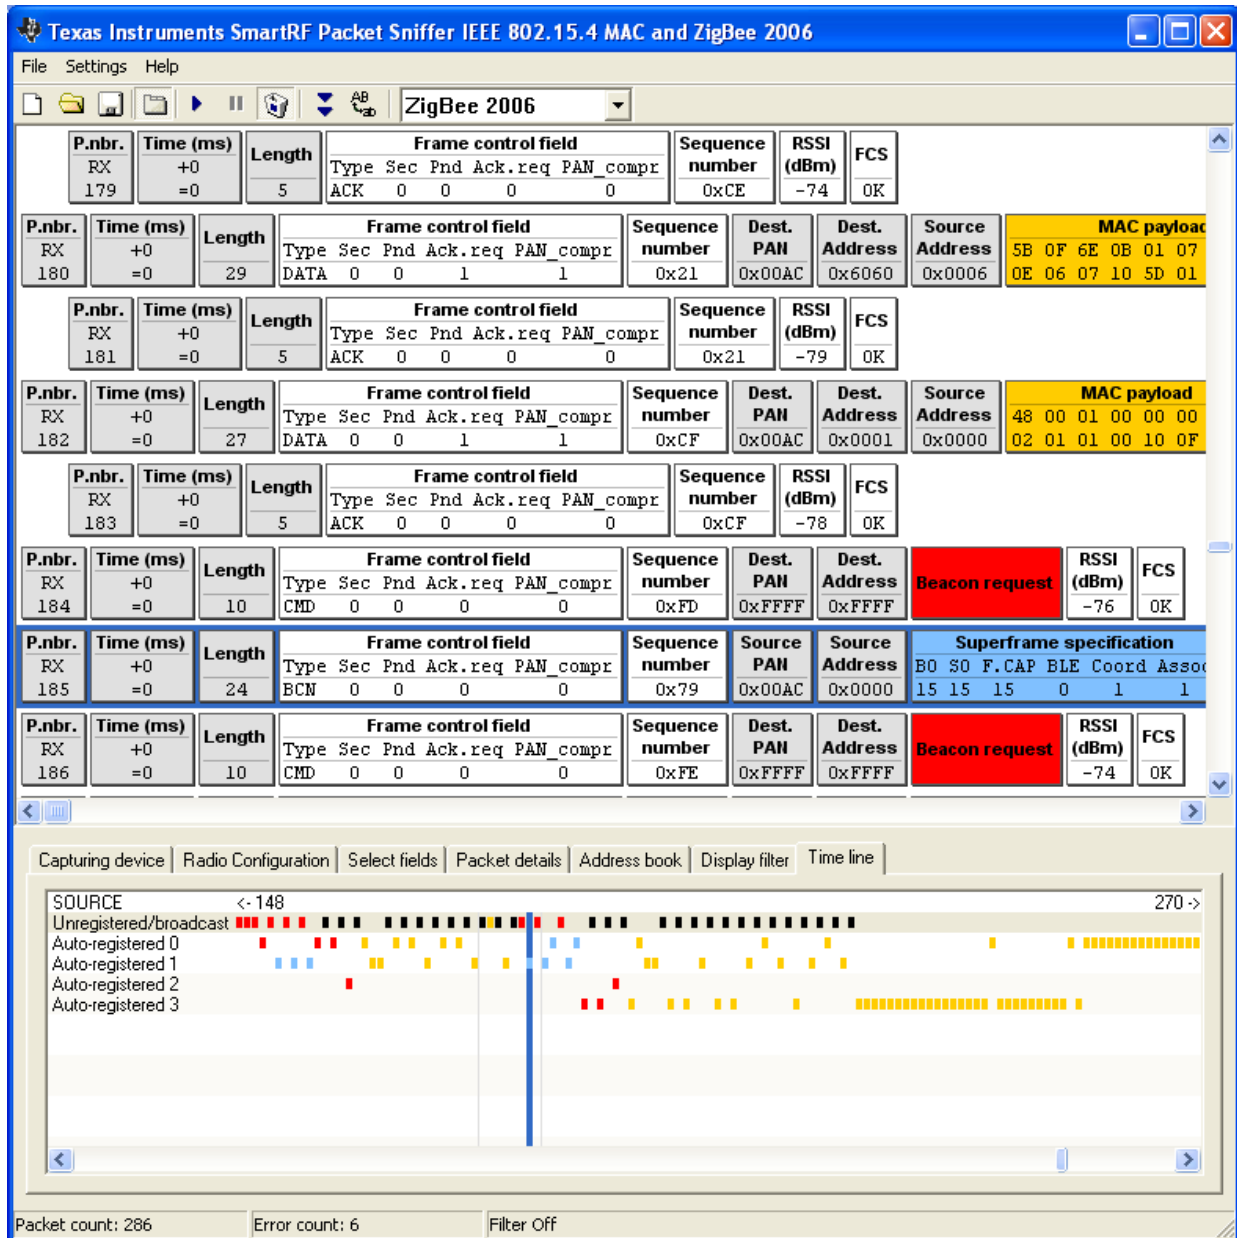 Texas Instruments SmartRF Packet Sniffer IEEE 802.15.4 MAC and ZigBee 2006
File Settings Help
ZigBee 2006
P.nbr. Time (ms) Length Frame control field Sequence number RSSI (dBm) FCS
RX +0 Type Sec Pnd Ack.req PAN_compr
179 =0 5 ACK 0 0 0 0 0xCE -74 OK
P.nbr. Time (ms) Length Frame control field Sequence number Dest. PAN Dest. Address Source Address MAC payload
RX +0 Type Sec Pnd Ack.req PAN_compr 5B 0F 6E 0B 01 07
180 =0 29 DATA 0 0 1 1 0x21 0x00AC 0x6060 0x0006 0E 06 07 10 5D 01
P.nbr. Time (ms) Length Frame control field Sequence number RSSI (dBm) FCS
RX +0 Type Sec Pnd Ack.req PAN_compr
181 =0 5 ACK 0 0 0 0 0x21 -79 OK
P.nbr. Time (ms) Length Frame control field Sequence number Dest. PAN Dest. Address Source Address MAC payload
RX +0 Type Sec Pnd Ack.req PAN_compr 48 00 01 00 00 00
182 =0 27 DATA 0 0 1 1 0xCF 0x00AC 0x0001 0x0000 02 01 01 00 10 0F
P.nbr. Time (ms) Length Frame control field Sequence number RSSI (dBm) FCS
RX +0 Type Sec Pnd Ack.req PAN_compr
183 =0 5 ACK 0 0 0 0 0xCF -78 OK
P.nbr. Time (ms) Length Frame control field Sequence number Dest. PAN Dest. Address Beacon request RSSI (dBm) FCS
RX +0 Type Sec Pnd Ack.req PAN_compr
184 =0 10 CMD 0 0 0 0 0xFD 0xFFFF 0xFFFF -76 OK
P.nbr. Time (ms) Length Frame control field Sequence number Source PAN Source Address Superframe specification
RX +0 Type Sec Pnd Ack.req PAN_compr BO SO F.CAP BLE Coord Assoc
185 =0 24 BCN 0 0 0 0 0x79 0x00AC 0x0000 15 15 15 0 1 1
P.nbr. Time (ms) Length Frame control field Sequence number Dest. PAN Dest. Address Beacon request RSSI (dBm) FCS
RX +0 Type Sec Pnd Ack.req PAN_compr
186 =0 10 CMD 0 0 0 0 0xFE 0xFFFF 0xFFFF -74 OK
Capturing device Radio Configuration Select fields Packet details Address book Display filter Time line
SOURCE <- 148 270 ->
Unregistered/broadcast
Auto-registered 0
Auto-registered 1
Auto-registered 2
Auto-registered 3
Packet count: 286 Error count: 6 Filter Off